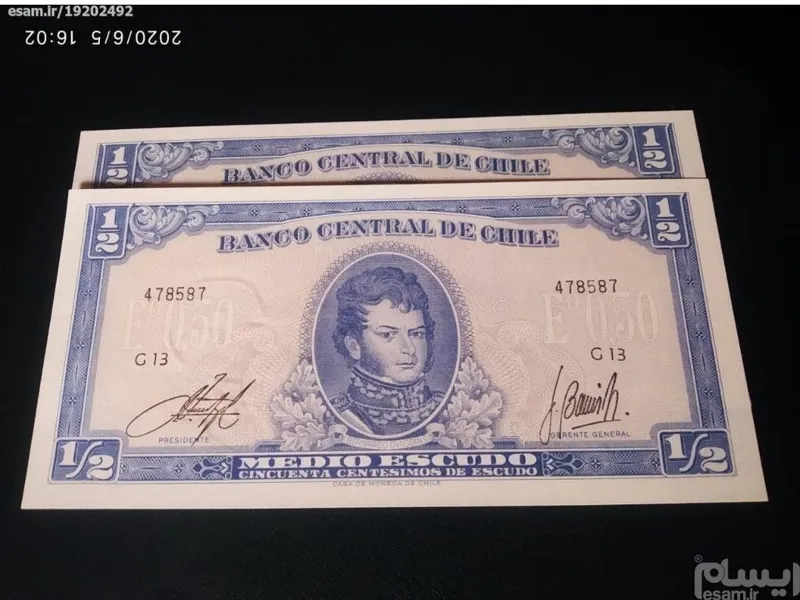 esam.ir/19202492
2020/6/5 16:02
1/2 1/2
BANCO CENTRAL DE CHILE
1/2 1/2
BANCO CENTRAL DE CHILE
478587 478587
Eº 0,50 Eº 0,50
G 13 G 13
PRESIDENTE GERENTE GENERAL
1/2 1/2
MEDIO ESCUDO
CINCUENTA CENTESIMOS DE ESCUDO
CASA DE MONEDA DE CHILE
ایسام
esam.ir